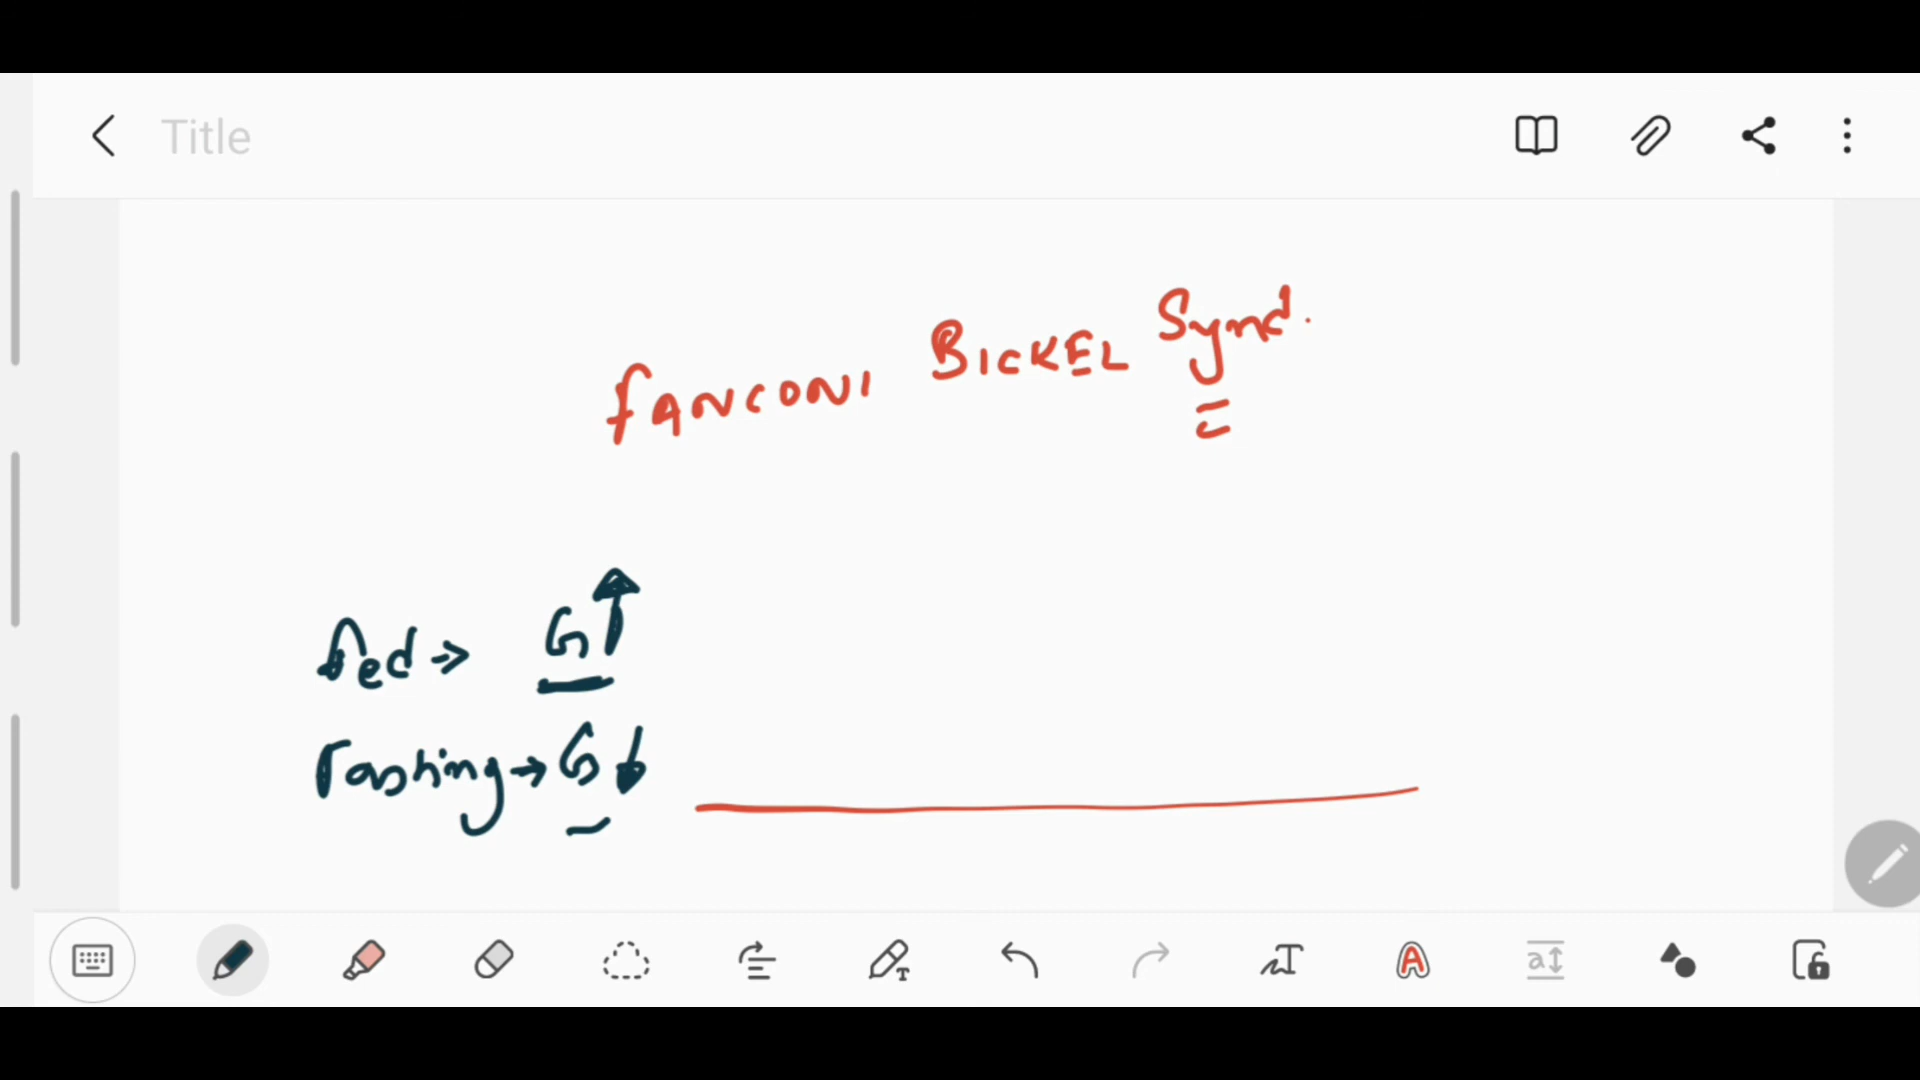 Title
FANCONI BICKEL Synd.
fed → G↑
fasting → G↓